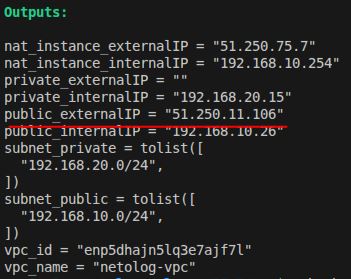 Outputs:
nat_instance_externalIP = "51.250.75.7"
nat_instance_internalIP = "192.168.10.254"
private_externalIP = ""
private_internalIP = "192.168.20.15"
public_externalIP = "51.250.11.106"
public_internalIP = "192.168.10.26"
subnet_private = tolist([
"192.168.20.0/24",
])
subnet_public = tolist([
"192.168.10.0/24",
])
vpc_id = "enp5dhajn5lq3e7ajf7l"
vpc_name = "netolog-vpc"